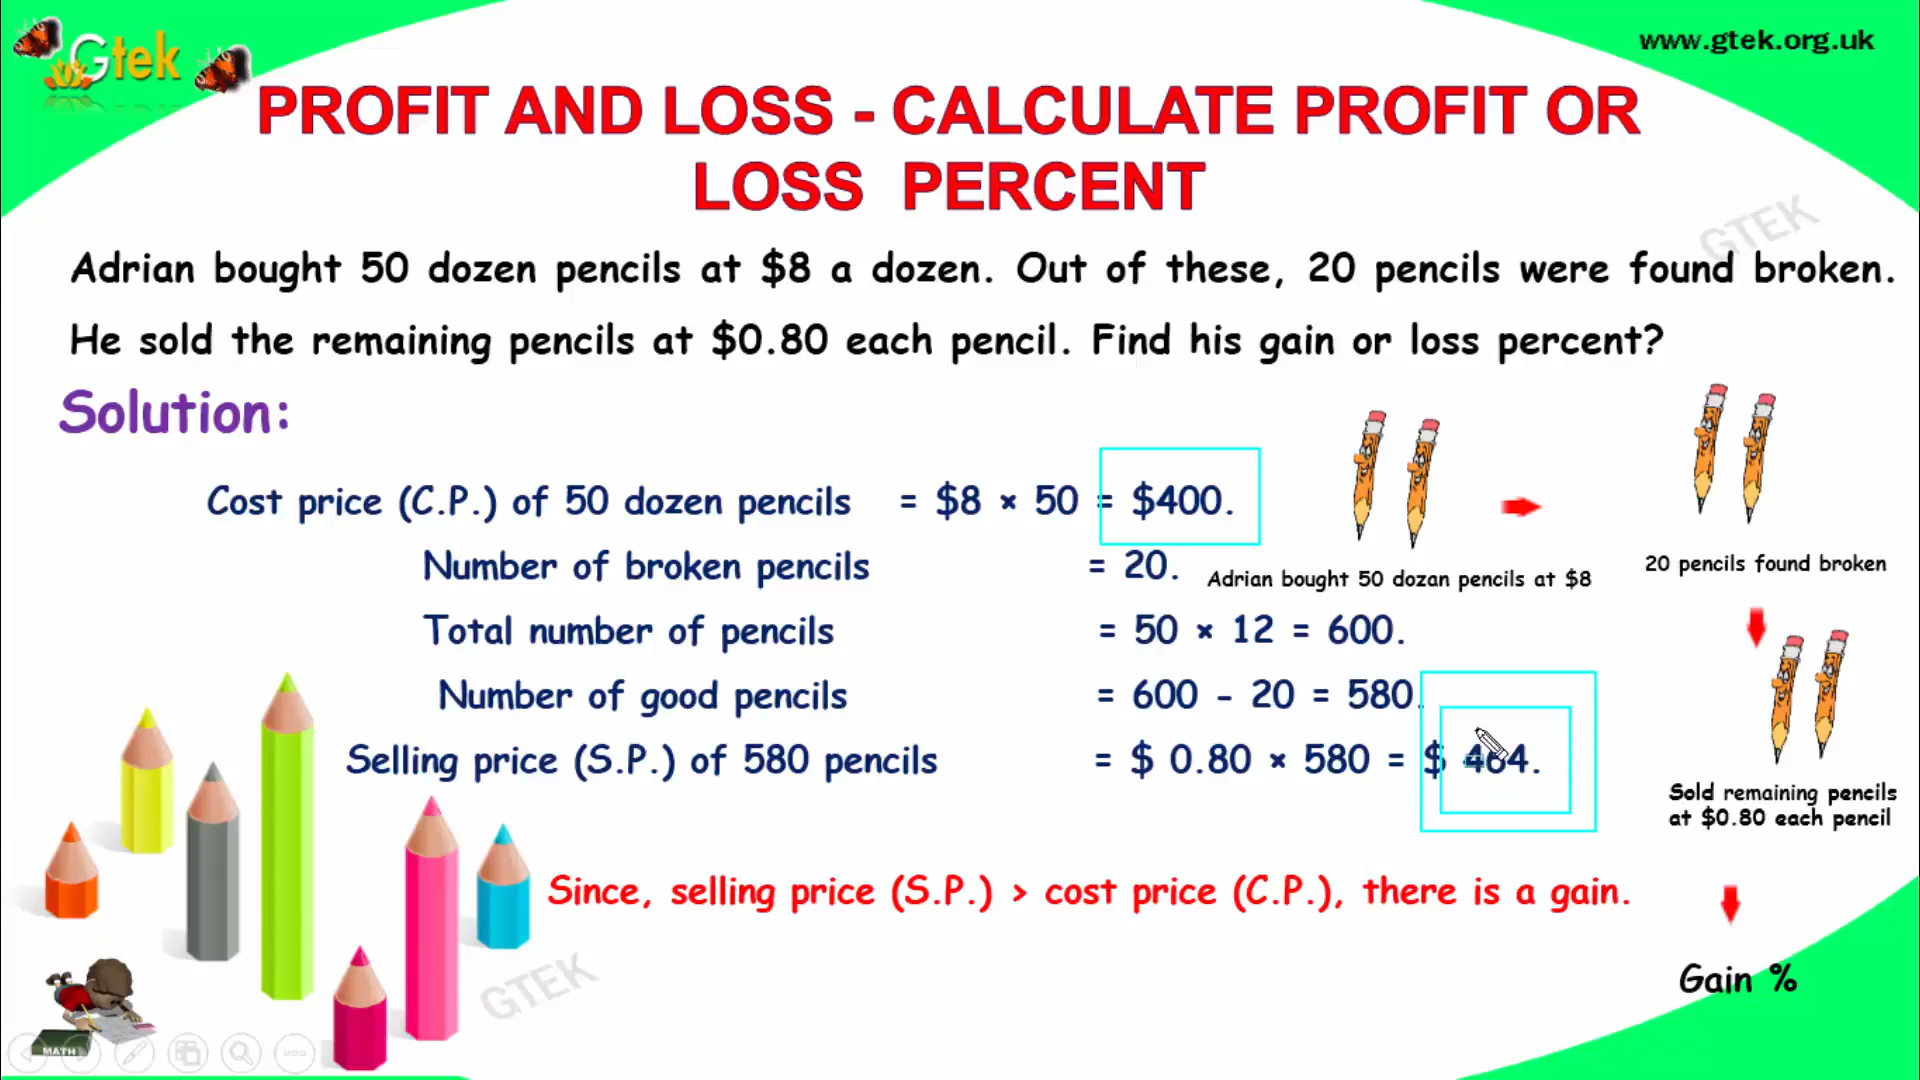 Gtek
www.gtek.org.uk
PROFIT AND LOSS - CALCULATE PROFIT OR
LOSS PERCENT
GTEK
Adrian bought 50 dozen pencils at $8 a dozen. Out of these, 20 pencils were found broken.
He sold the remaining pencils at $0.80 each pencil. Find his gain or loss percent?
Solution:
Cost price (C.P.) of 50 dozen pencils = $8 × 50 = $400.
Number of broken pencils = 20.
Adrian bought 50 dozan pencils at $8
20 pencils found broken
Total number of pencils = 50 × 12 = 600.
Number of good pencils = 600 - 20 = 580.
Selling price (S.P.) of 580 pencils = $ 0.80 × 580 = $ 464.
Sold remaining pencils
at $0.80 each pencil
Since, selling price (S.P.) > cost price (C.P.), there is a gain.
GTEK
Gain %
MATH